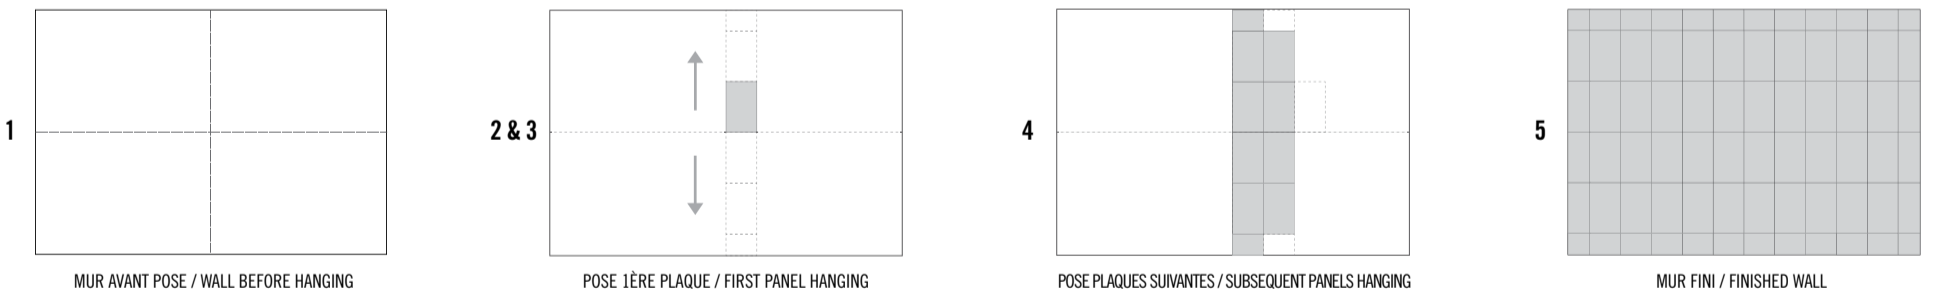 1
2 & 3
4
5
MUR AVANT POSE / WALL BEFORE HANGING
POSE 1ÈRE PLAQUE / FIRST PANEL HANGING
POSE PLAQUES SUIVANTES / SUBSEQUENT PANELS HANGING
MUR FINI / FINISHED WALL